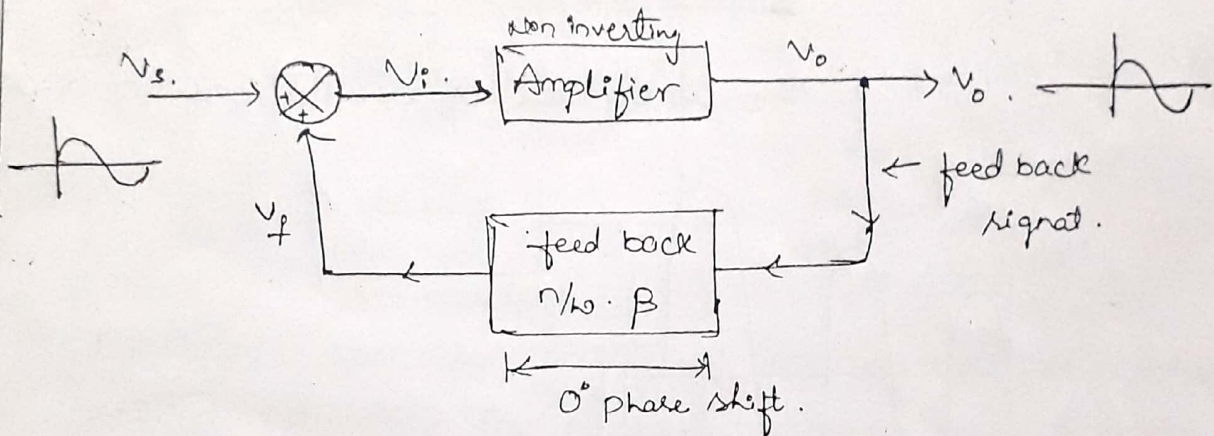 non inverting
Amplifier
Vs.
Vi.
Vo
Vo.
+
+
← feed back
signal.
Vf
feed back
n/w. β
0° phase shift.